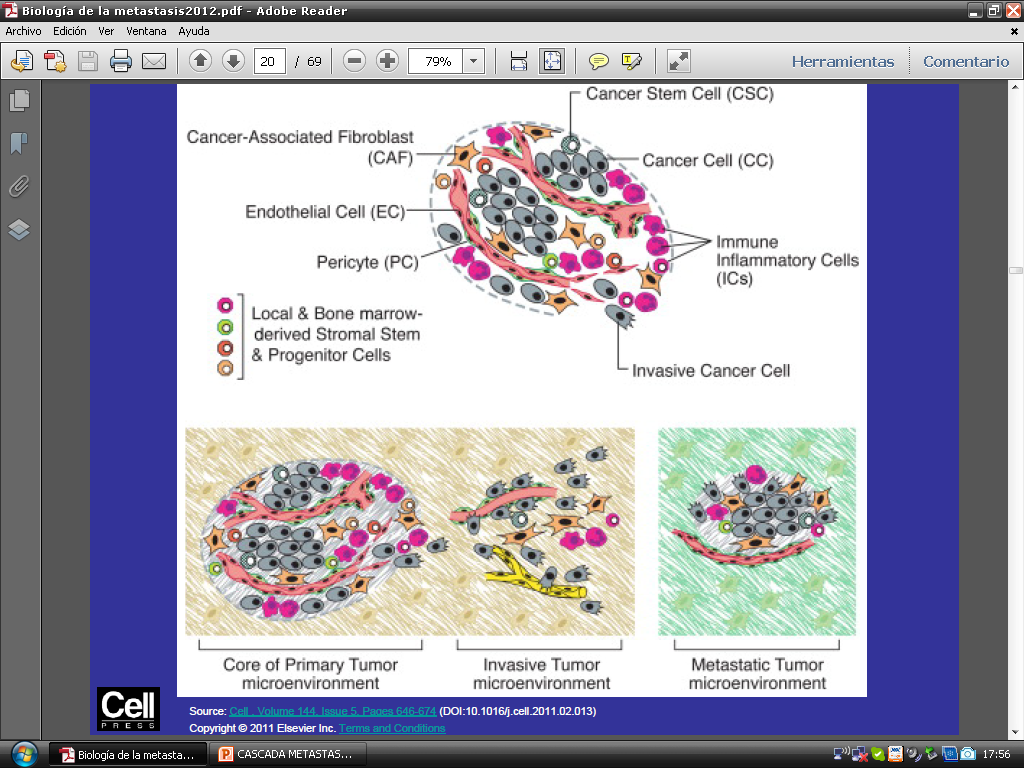 Biología de la metastasis2012.pdf - Adobe Reader
Archivo Edición Ver Ventana Ayuda
20 / 69
79%
Herramientas
Comentario
Cancer Stem Cell (CSC)
Cancer-Associated Fibroblast
(CAF)
Cancer Cell (CC)
Endothelial Cell (EC)
Immune
Inflammatory Cells
(ICs)
Pericyte (PC)
Local & Bone marrow-
derived Stromal Stem
& Progenitor Cells
Invasive Cancer Cell
Core of Primary Tumor
microenvironment
Invasive Tumor
microenvironment
Metastatic Tumor
microenvironment
Cell
PRESS
Source: Cell , Volume 144, Issue 5, Pages 646-674 (DOI:10.1016/j.cell.2011.02.013)
Copyright © 2011 Elsevier Inc. Terms and Conditions
Biología de la metasta...
CASCADA METASTAS...
17:56